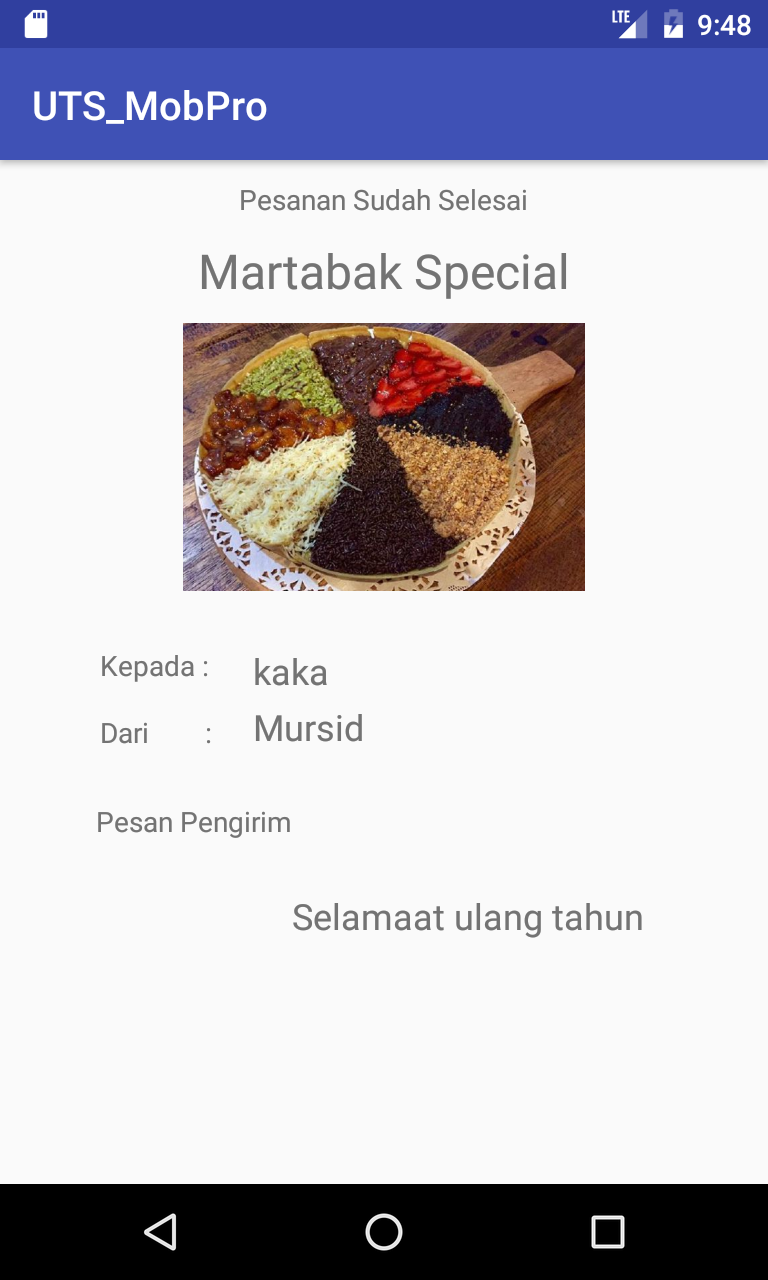 LTE 9:48
UTS_MobPro
Pesanan Sudah Selesai
Martabak Special
Kepada : kaka
Dari : Mursid
Pesan Pengirim
Selamaat ulang tahun